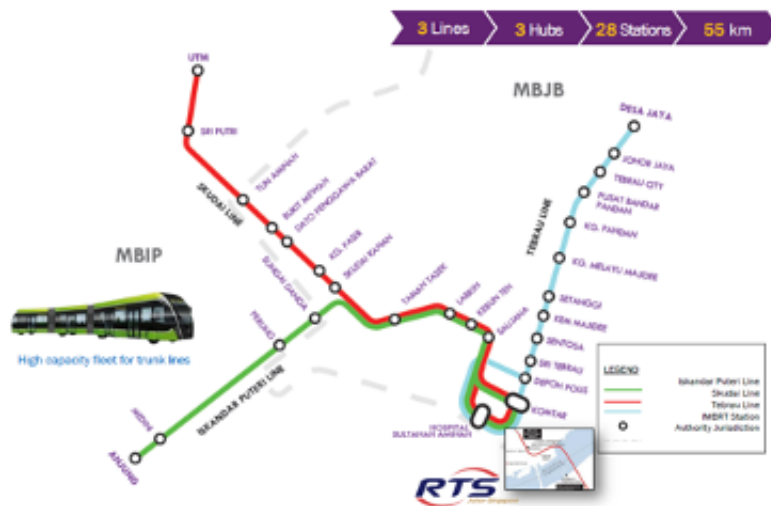 3 Lines
3 Hubs
28 Stations
55 km
UTM
MBJB
DESA JAYA
SRI PUTRI
JOHOR JAYA
TEBRAU CITY
TUN AMINAH
PUSAT BANDAR
PANDAN
BUKIT MEWAH
DATO PENGGAWA BARAT
SKUDAI LINE
TEBRAU LINE
KG. PANDAN
MBIP
KG. PASIR
SKUDAI KANAN
KG. MELAYU MAJIDEE
SUNGAI DANGA
TAMAN TASEK
LARKIN
KEBUN TEH
SAUJANA
SETANGGI
PERLING
KEM MAJIDEE
SENTOSA
High capacity fleet for trunk lines
SRI TEBRAU
DEPOH POLIS
ISKANDAR PUTERI LINE
KOMTAR
LEGEND
Iskandar Puteri Line
Skudai Line
Tebrau Line
IMBRT Station
Authority Jurisdiction
MEDINI
ANJUNG
HOSPITAL
SULTANAH AMINAH
RTS